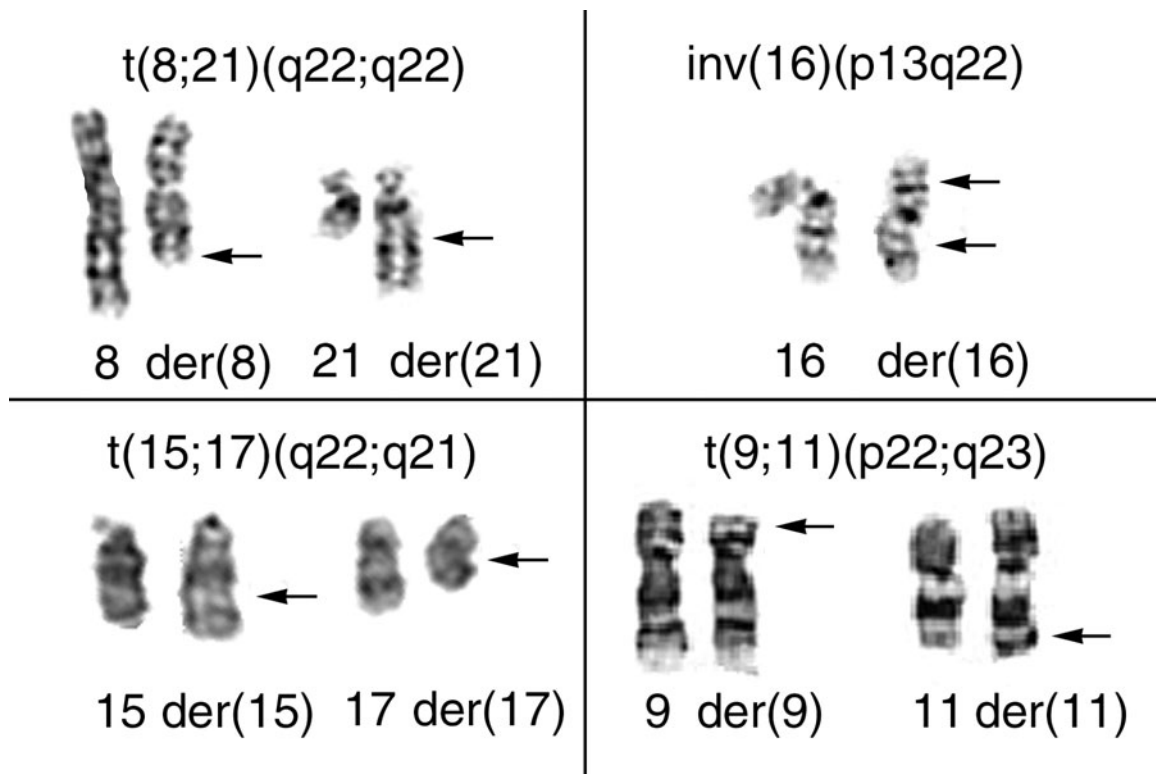 t(8;21)(q22;q22)
8 der(8) 21 der(21)
inv(16)(p13q22)
16 der(16)
t(15;17)(q22;q21)
15 der(15) 17 der(17)
t(9;11)(p22;q23)
9 der(9) 11 der(11)